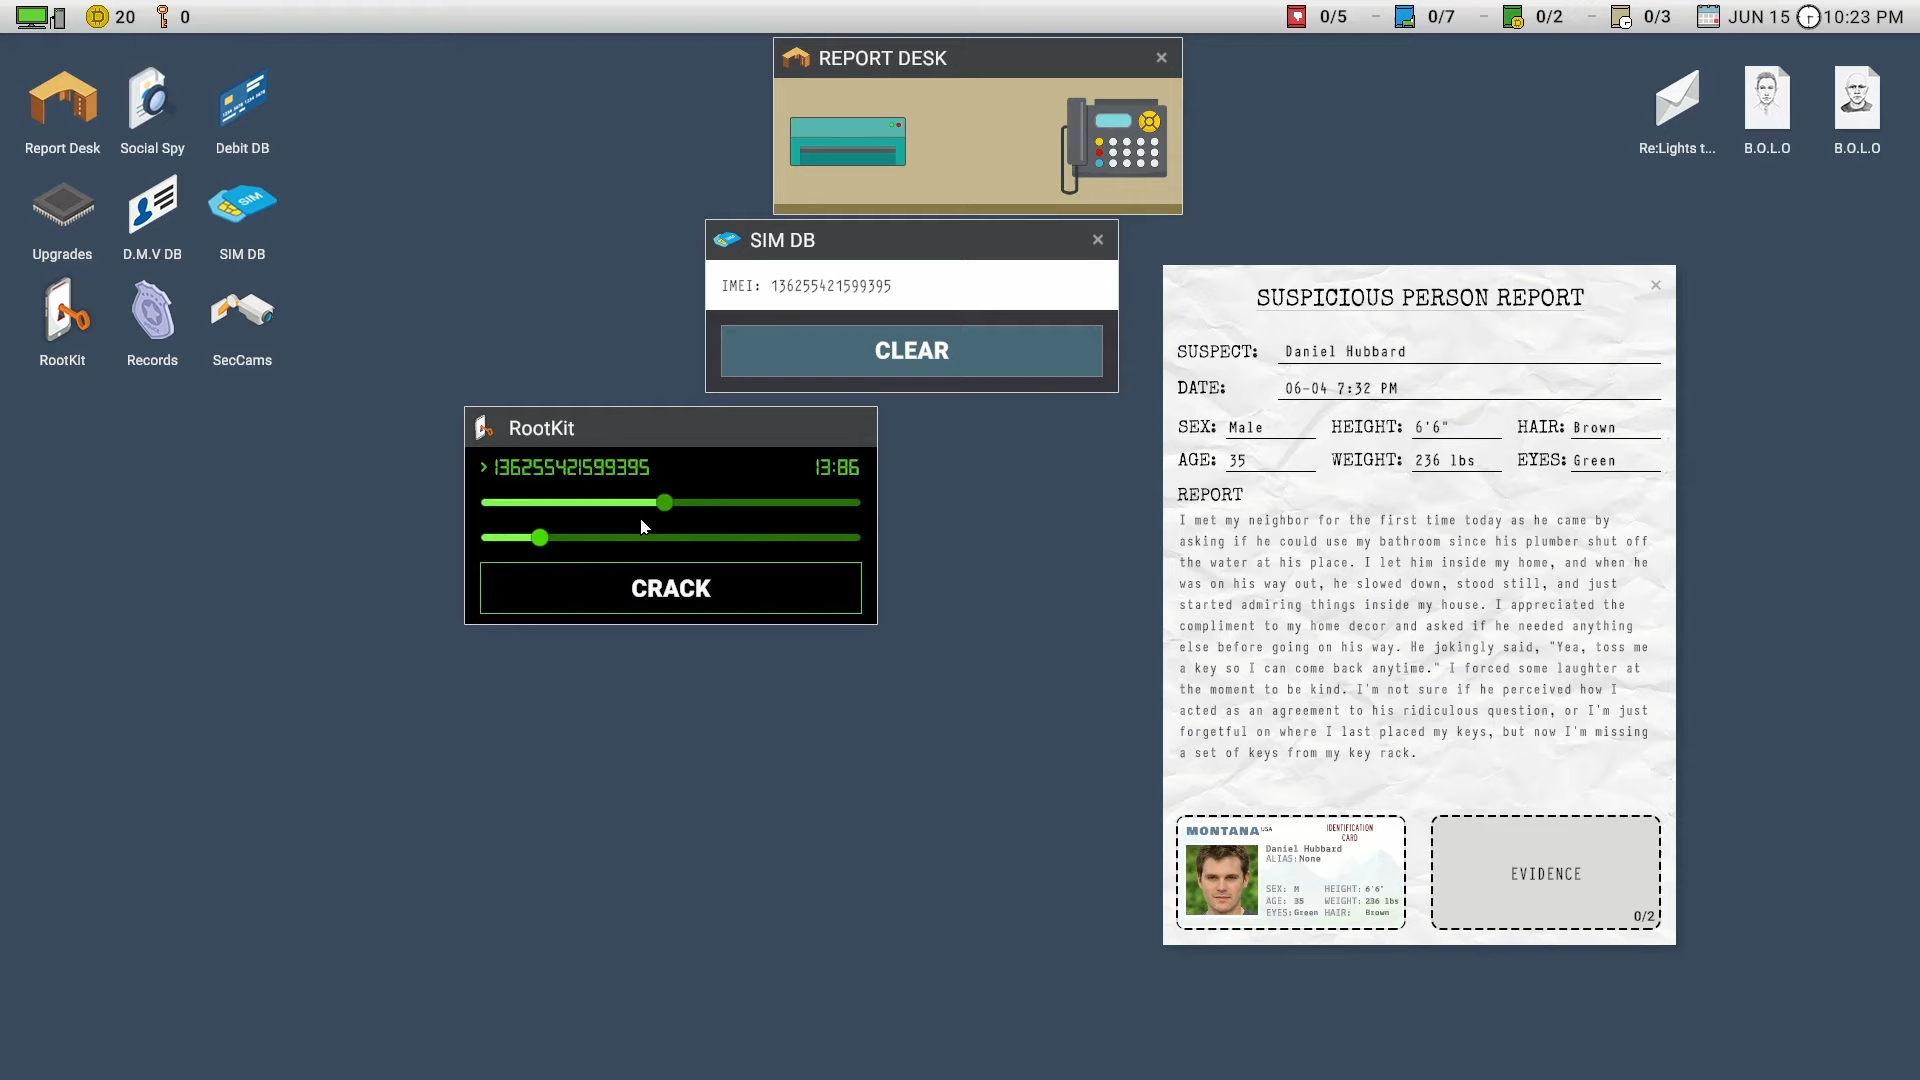 20
0
0/5
0/7
0/2
0/3
JUN 15
10:23 PM
Report Desk
Social Spy
Debit DB
Upgrades
D.M.V DB
SIM DB
SIM
RootKit
Records
SecCams
Re:Lights t...
B.O.L.O
B.O.L.O
REPORT DESK
SIM DB
IMEI: 136255421599395
CLEAR
RootKit
>136255421599395
13:86
CRACK
SUSPICIOUS PERSON REPORT
SUSPECT: Daniel Hubbard
DATE: 06-04 7:32 PM
SEX: Male HEIGHT: 6'6" HAIR: Brown
AGE: 35 WEIGHT: 236 lbs EYES: Green
REPORT
I met my neighbor for the first time today as he came by
asking if he could use my bathroom since his plumber shut off
the water at his place. I let him inside my home, and when he
was on his way out, he slowed down, stood still, and just
started admiring things inside my house. I appreciated the
compliment to my home decor and asked if he needed anything
else before going on his way. He jokingly said, "Yea, toss me
a key so I can come back anytime." I forced some laughter at
the moment to be kind. I'm not sure if he perceived how I
acted as an agreement to his ridiculous question, or I'm just
forgetful on where I last placed my keys, but now I'm missing
a set of keys from my key rack.
MONTANA USA
IDENTIFICATION
CARD
Daniel Hubbard
ALIAS: None
SEX: M HEIGHT: 6'6"
AGE: 35 WEIGHT: 236 lbs
EYES: Green HAIR: Brown
EVIDENCE
0/2